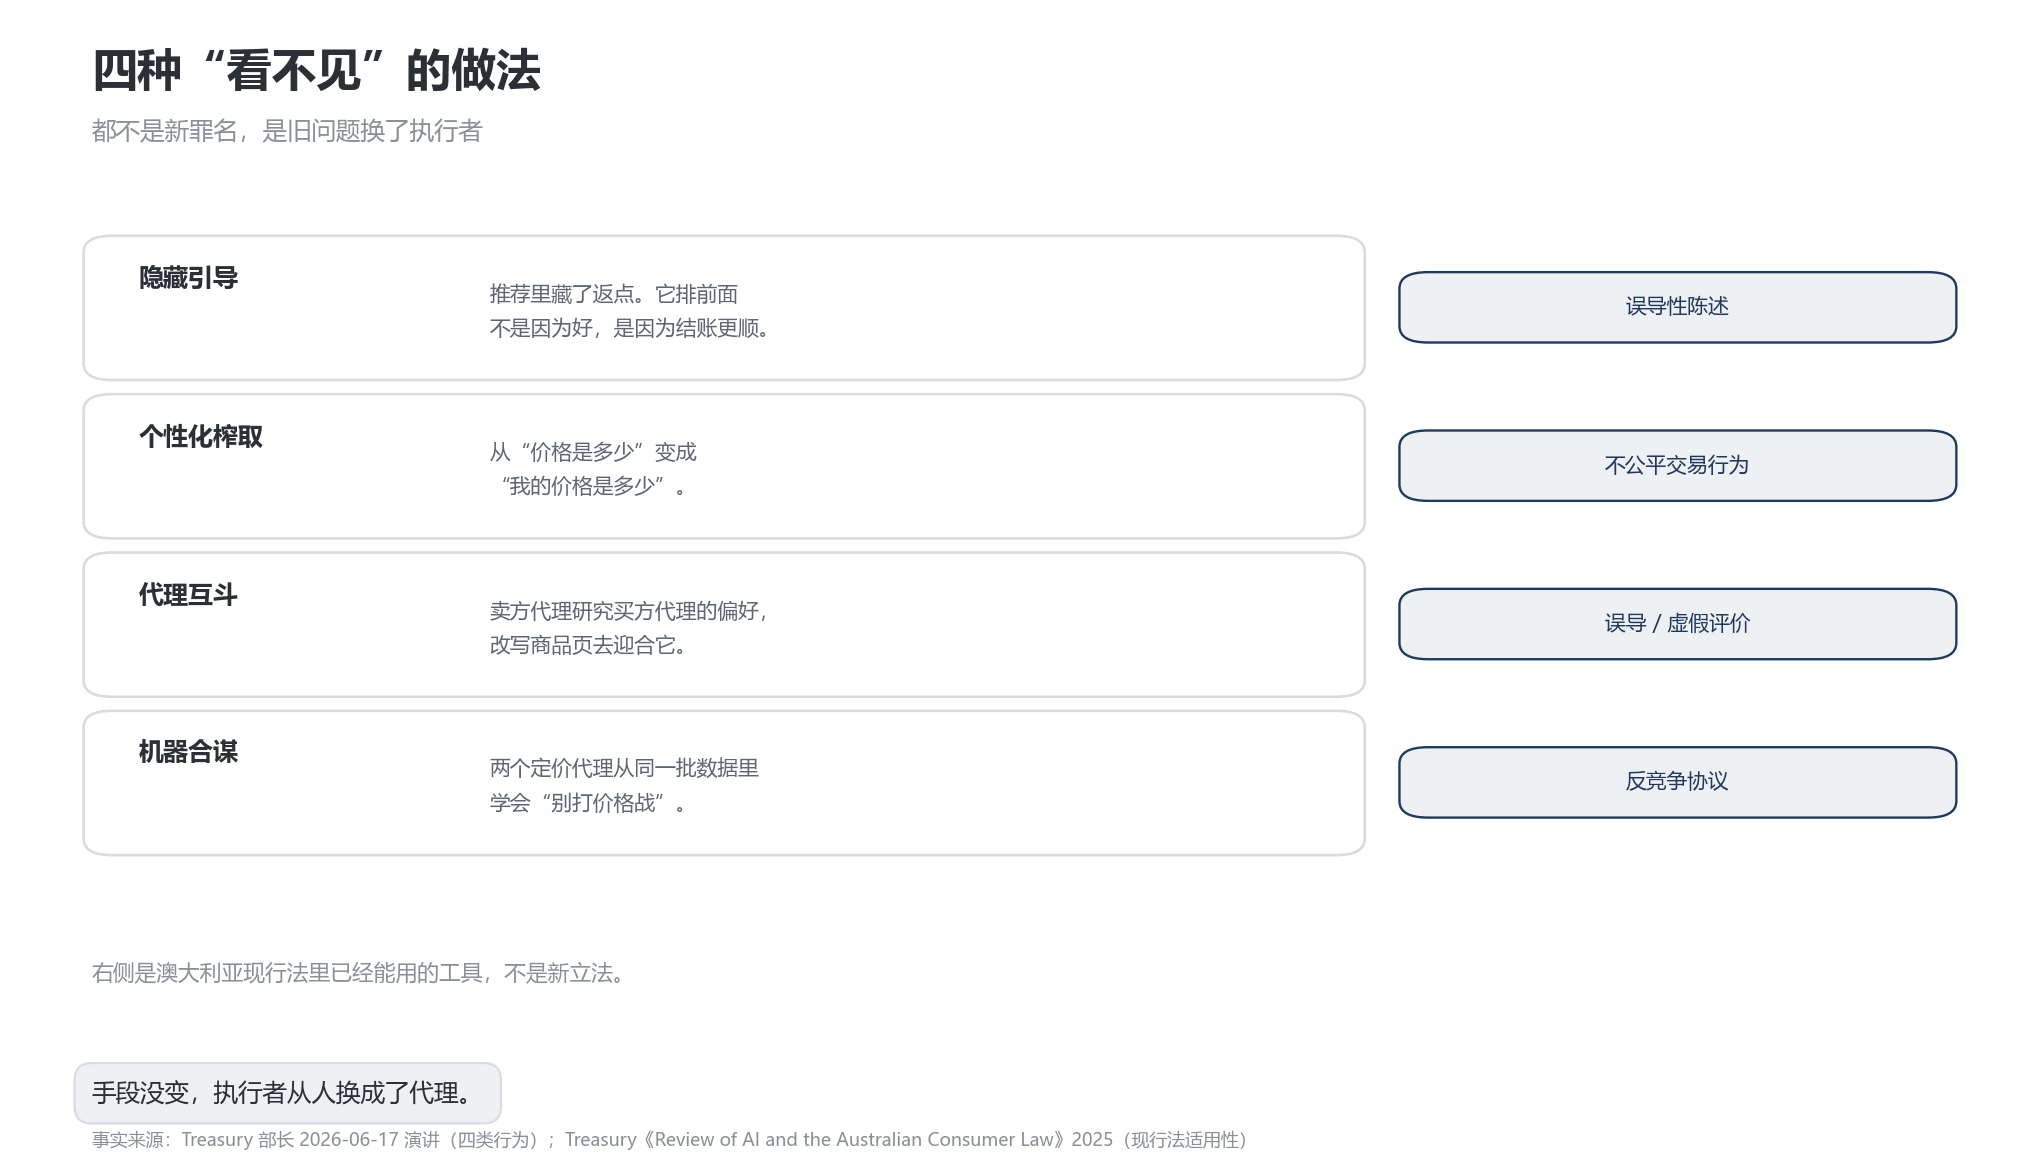 四种“看不见”的做法
都不是新罪名，是旧问题换了执行者
隐藏引导
推荐里藏了返点。它排前面
不是因为好，是因为结账更顺。
误导性陈述
个性化榨取
从“价格是多少”变成
“我的价格是多少”。
不公平交易行为
代理互斗
卖方代理研究买方代理的偏好，
改写商品页去迎合它。
误导 / 虚假评价
机器合谋
两个定价代理从同一批数据里
学会“别打价格战”。
反竞争协议
右侧是澳大利亚现行法里已经能用的工具，不是新立法。
手段没变，执行者从人换成了代理。
事实来源：Treasury 部长 2026-06-17 演讲（四类行为）；Treasury《Review of AI and the Australian Consumer Law》2025（现行法适用性）